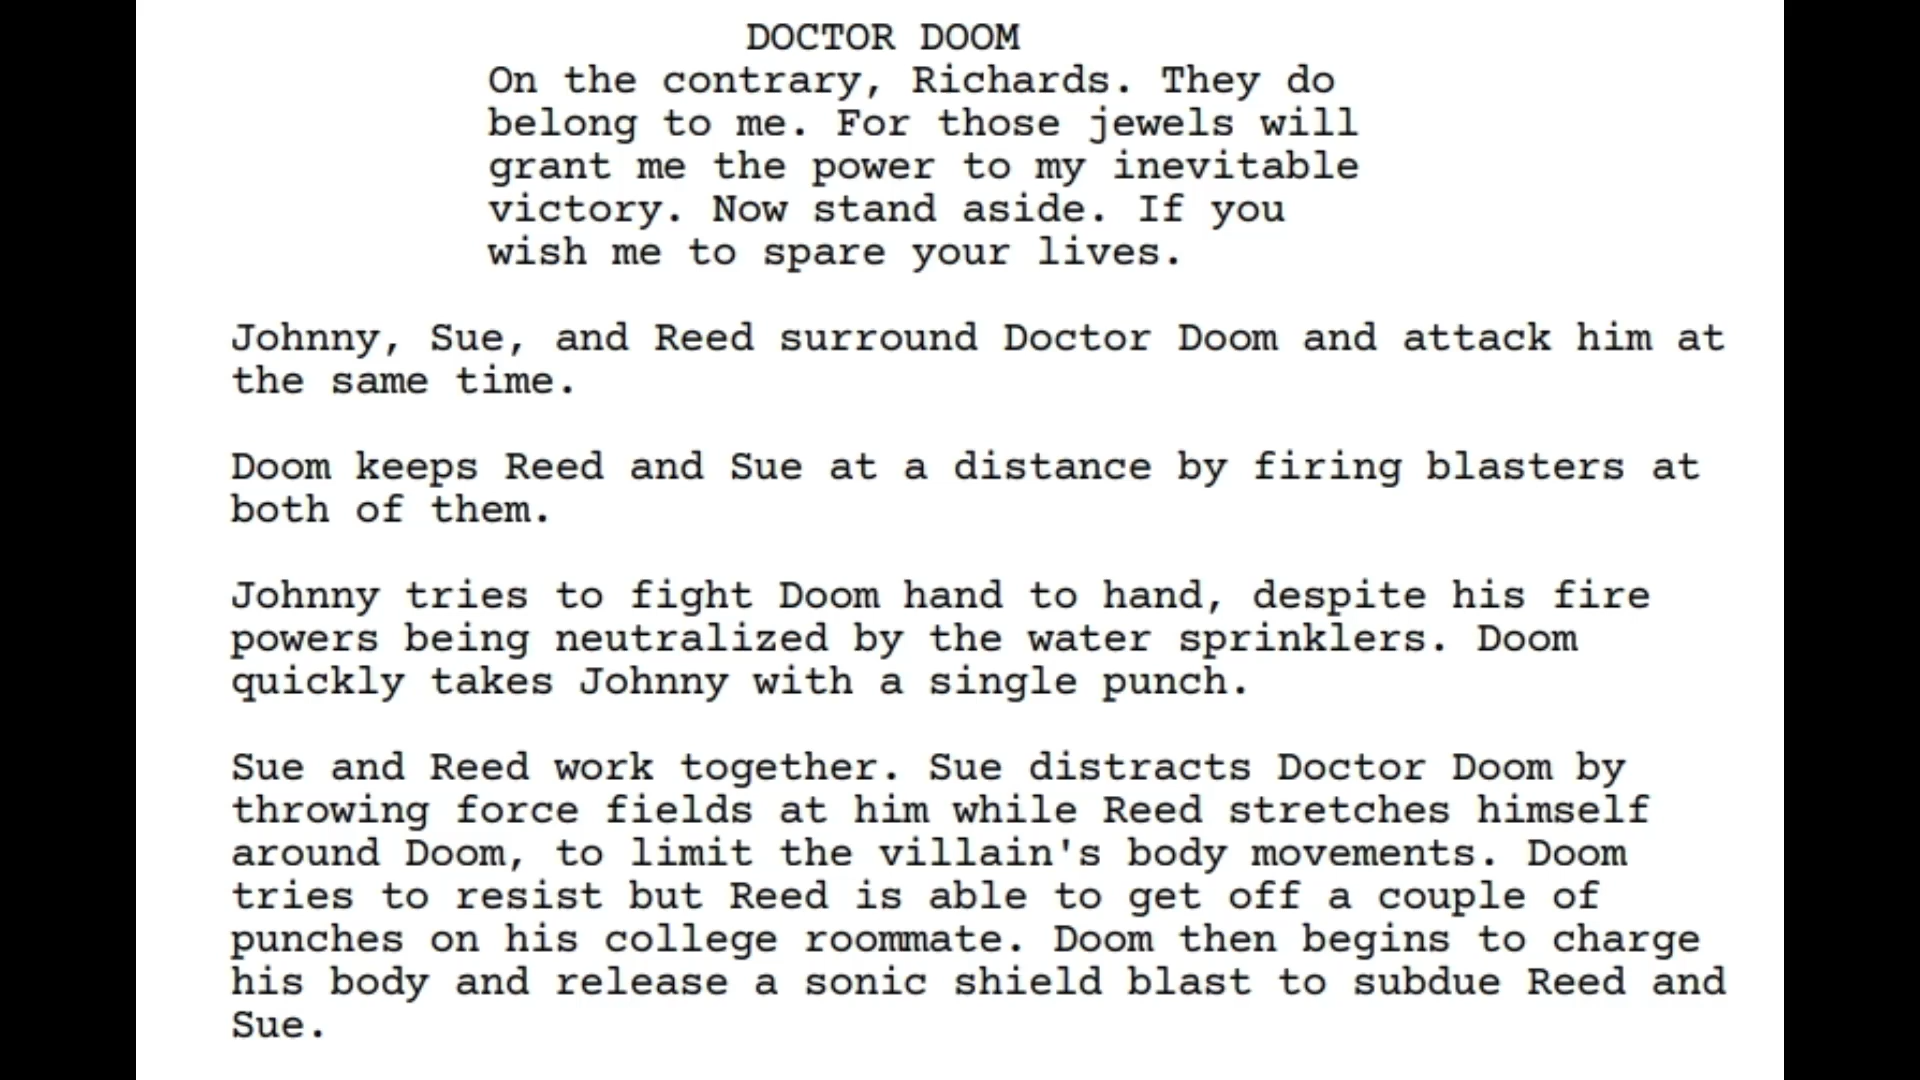 DOCTOR DOOM
On the contrary, Richards. They do
belong to me. For those jewels will
grant me the power to my inevitable
victory. Now stand aside. If you
wish me to spare your lives.
Johnny, Sue, and Reed surround Doctor Doom and attack him at
the same time.
Doom keeps Reed and Sue at a distance by firing blasters at
both of them.
Johnny tries to fight Doom hand to hand, despite his fire
powers being neutralized by the water sprinklers. Doom
quickly takes Johnny with a single punch.
Sue and Reed work together. Sue distracts Doctor Doom by
throwing force fields at him while Reed stretches himself
around Doom, to limit the villain's body movements. Doom
tries to resist but Reed is able to get off a couple of
punches on his college roommate. Doom then begins to charge
his body and release a sonic shield blast to subdue Reed and
Sue.